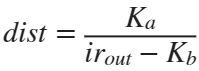 dist = K_a / (ir_out − K_b)